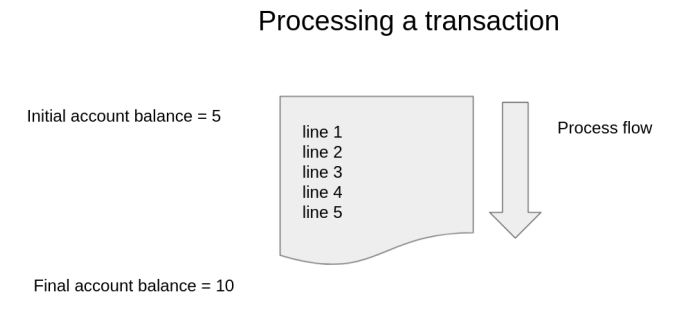 Processing a transaction
Initial account balance = 5
line 1
line 2
line 3
line 4
line 5
Process flow
Final account balance = 10